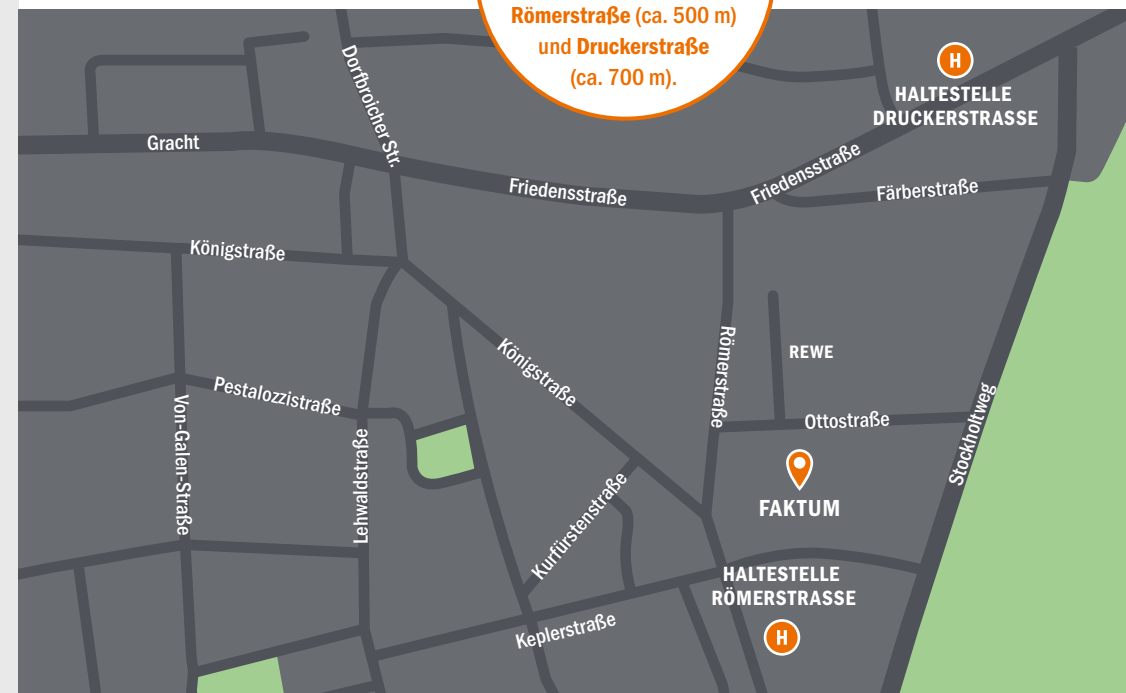 Römerstraße (ca. 500 m)
und Druckerstraße
(ca. 700 m).
H
HALTESTELLE
DRUCKERSTRASSE
Dorfbroicher Str.
Gracht
Friedensstraße
Friedensstraße
Färberstraße
Königstraße
Königstraße
Römerstraße
REWE
Pestalozzistraße
Von-Galen-Straße
Lehwaldstraße
Ottostraße
Stockholtweg
FAKTUM
Kurfürstenstraße
HALTESTELLE
RÖMERSTRASSE
H
Keplerstraße